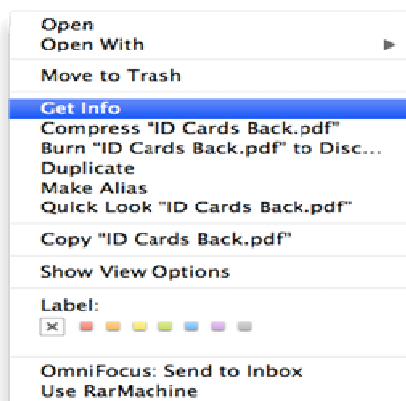 Open
Open With
Move to Trash
Get Info
Compress "ID Cards Back.pdf"
Burn "ID Cards Back.pdf" to Disc...
Duplicate
Make Alias
Quick Look "ID Cards Back.pdf"
Copy "ID Cards Back.pdf"
Show View Options
Label:
OmniFocus: Send to Inbox
Use RarMachine